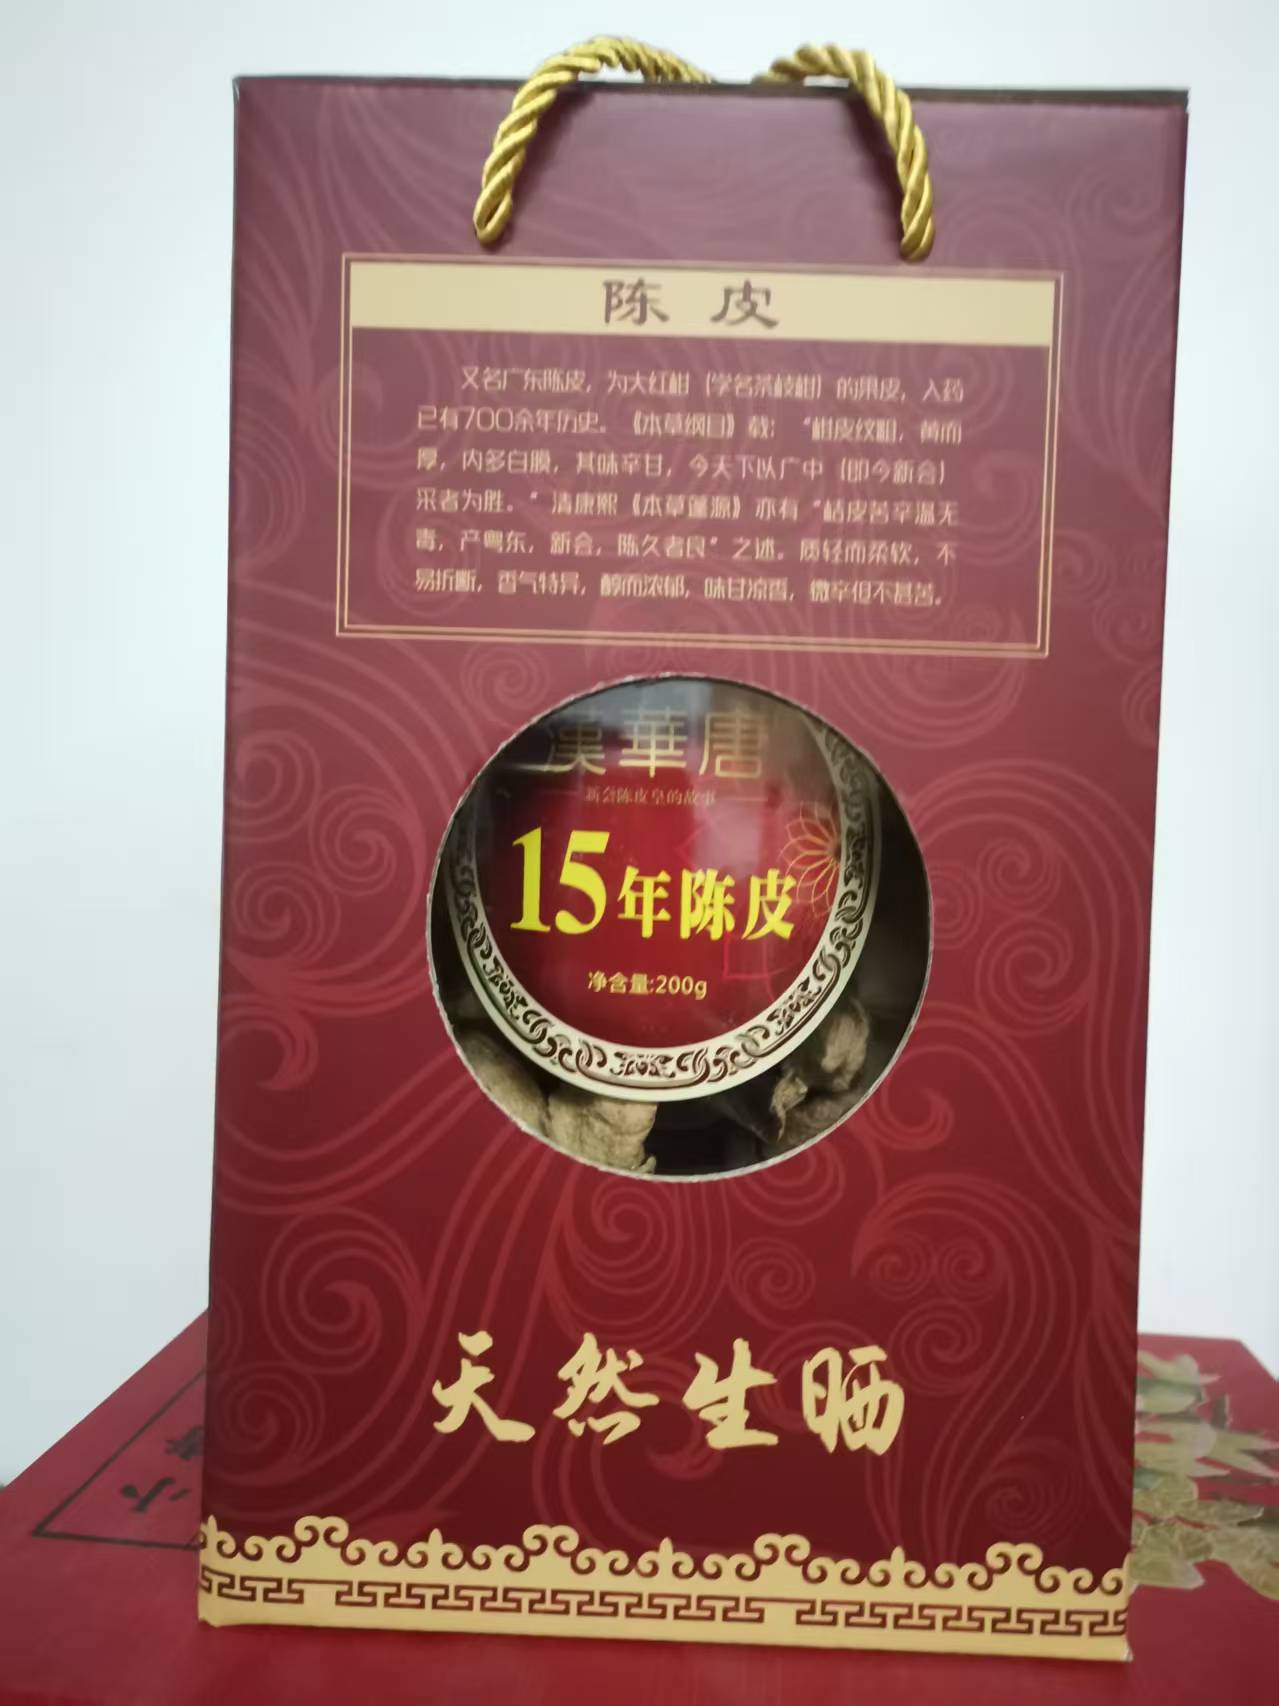 陈皮
又名广东陈皮，为大红柑（学名茶枝柑）的果皮，入药
已有700余年历史。《本草纲目》载：“柑皮纹粗，黄而
厚，内多白膜，其味辛甘，今天下以广中（即今新会）
采者为胜。”清康熙《本草蓬源》亦有“桔皮苦辛温无
毒，产粤东，新会，陈久者良”之述。质轻而柔软，不
易折断，香气特异，醇而浓郁，味甘凉香，微辛但不甚苦。
漢華唐
新会陈皮皇的故事
15年陈皮
净含量:200g
天然生晒
小